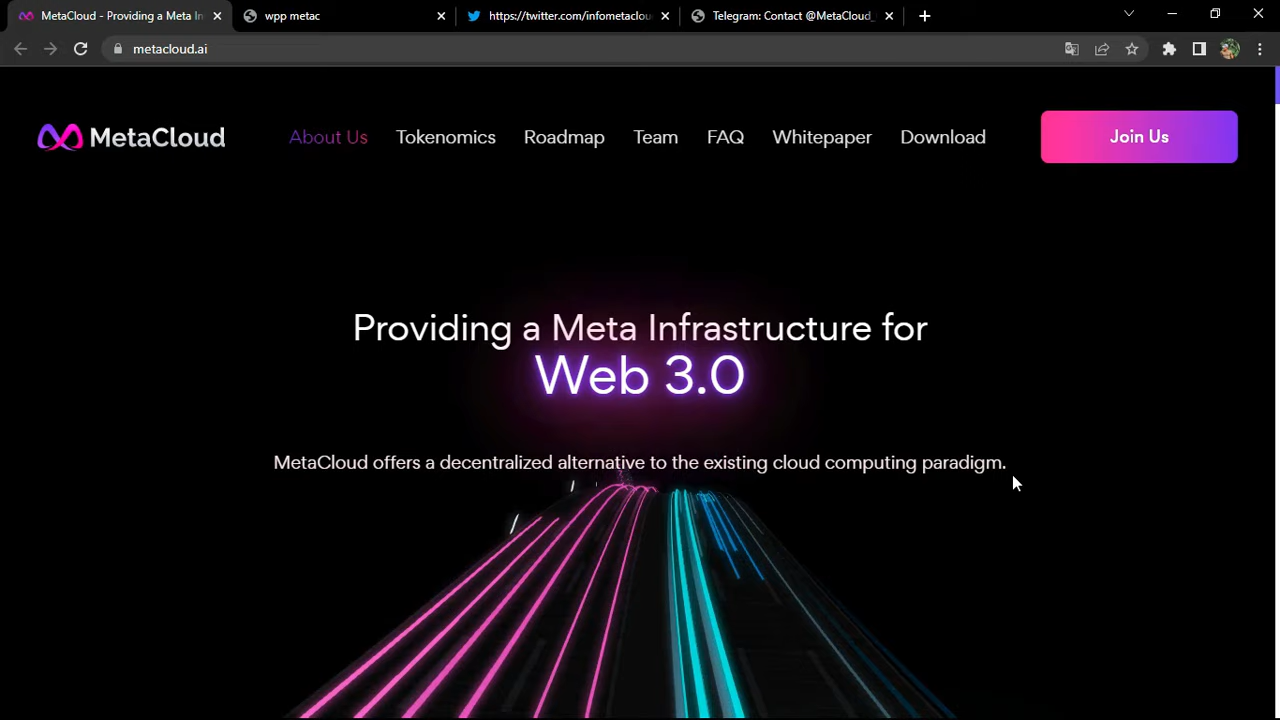 MetaCloud - Providing a Meta In
wpp metac
https://twitter.com/infometaclou
Telegram: Contact @MetaCloud_
metacloud.ai
MetaCloud
About Us
Tokenomics
Roadmap
Team
FAQ
Whitepaper
Download
Join Us
Providing a Meta Infrastructure for
Web 3.0
MetaCloud offers a decentralized alternative to the existing cloud computing paradigm.